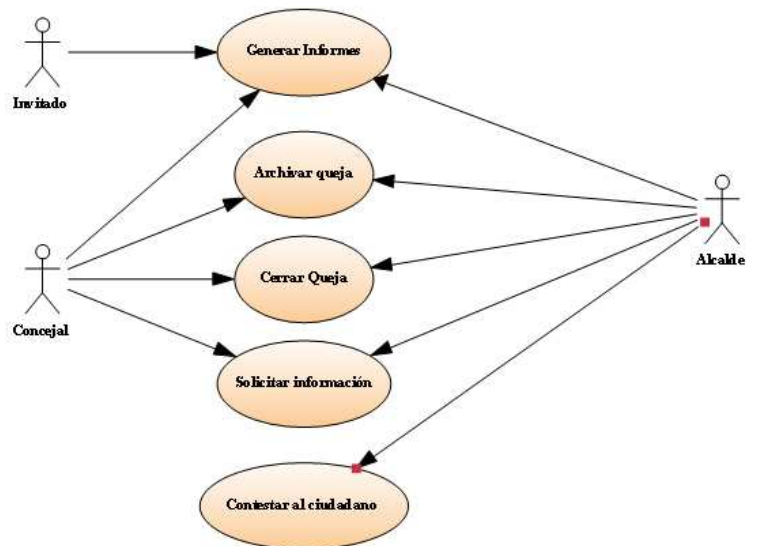 Generar Informes
Invitado
Archivar queja
Alcalde
Cerrar Queja
Concejal
Solicitar información
Contestar al ciudadano